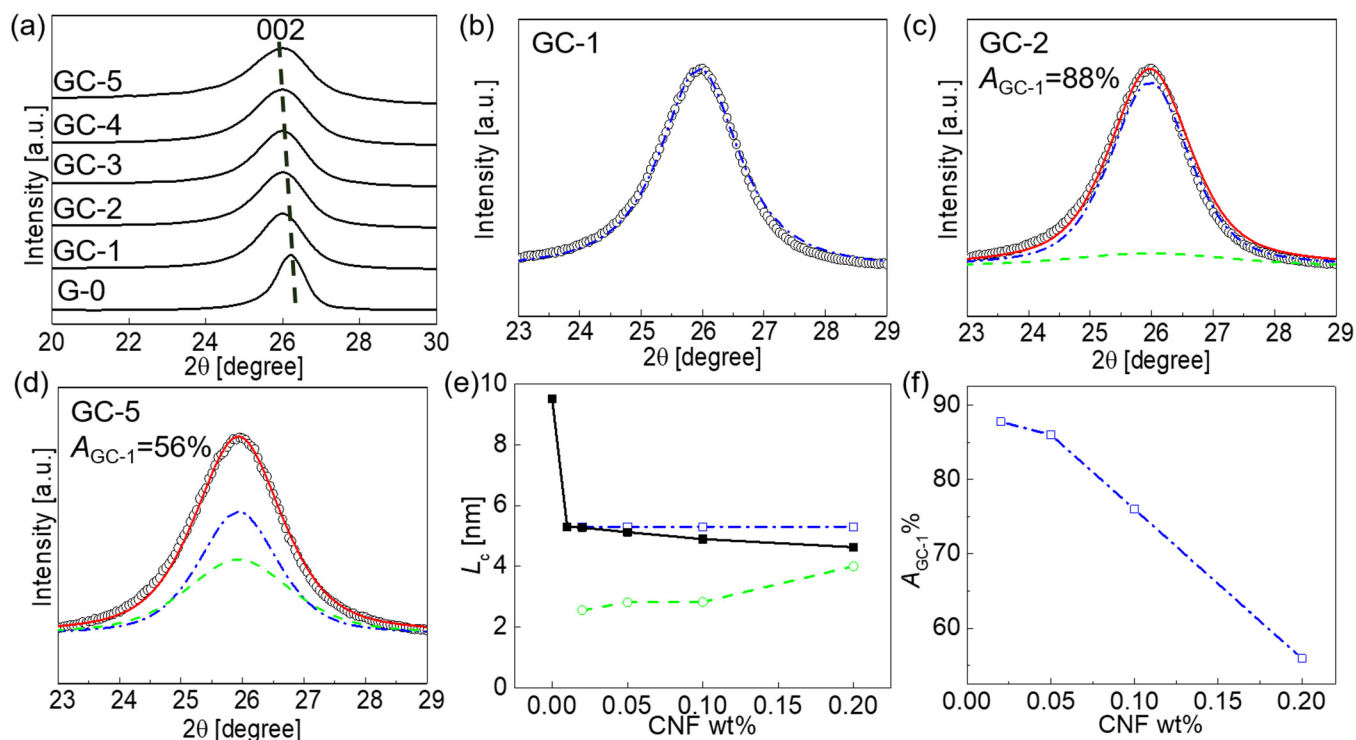 (a)
002
GC-5
GC-4
GC-3
GC-2
GC-1
G-0
Intensity [a.u.]
20 22 24 26 28 30
2θ [degree]
(b)
GC-1
Intensity [a.u.]
23 24 25 26 27 28 29
2θ [degree]
(c)
GC-2
A_GC-1=88%
Intensity [a.u.]
23 24 25 26 27 28 29
2θ [degree]
(d)
GC-5
A_GC-1=56%
Intensity [a.u.]
23 24 25 26 27 28 29
2θ [degree]
(e)
10
8
6
4
2
0
L_c [nm]
0.00 0.05 0.10 0.15 0.20
CNF wt%
(f)
90
80
70
60
A_GC-1%
0.00 0.05 0.10 0.15 0.20
CNF wt%